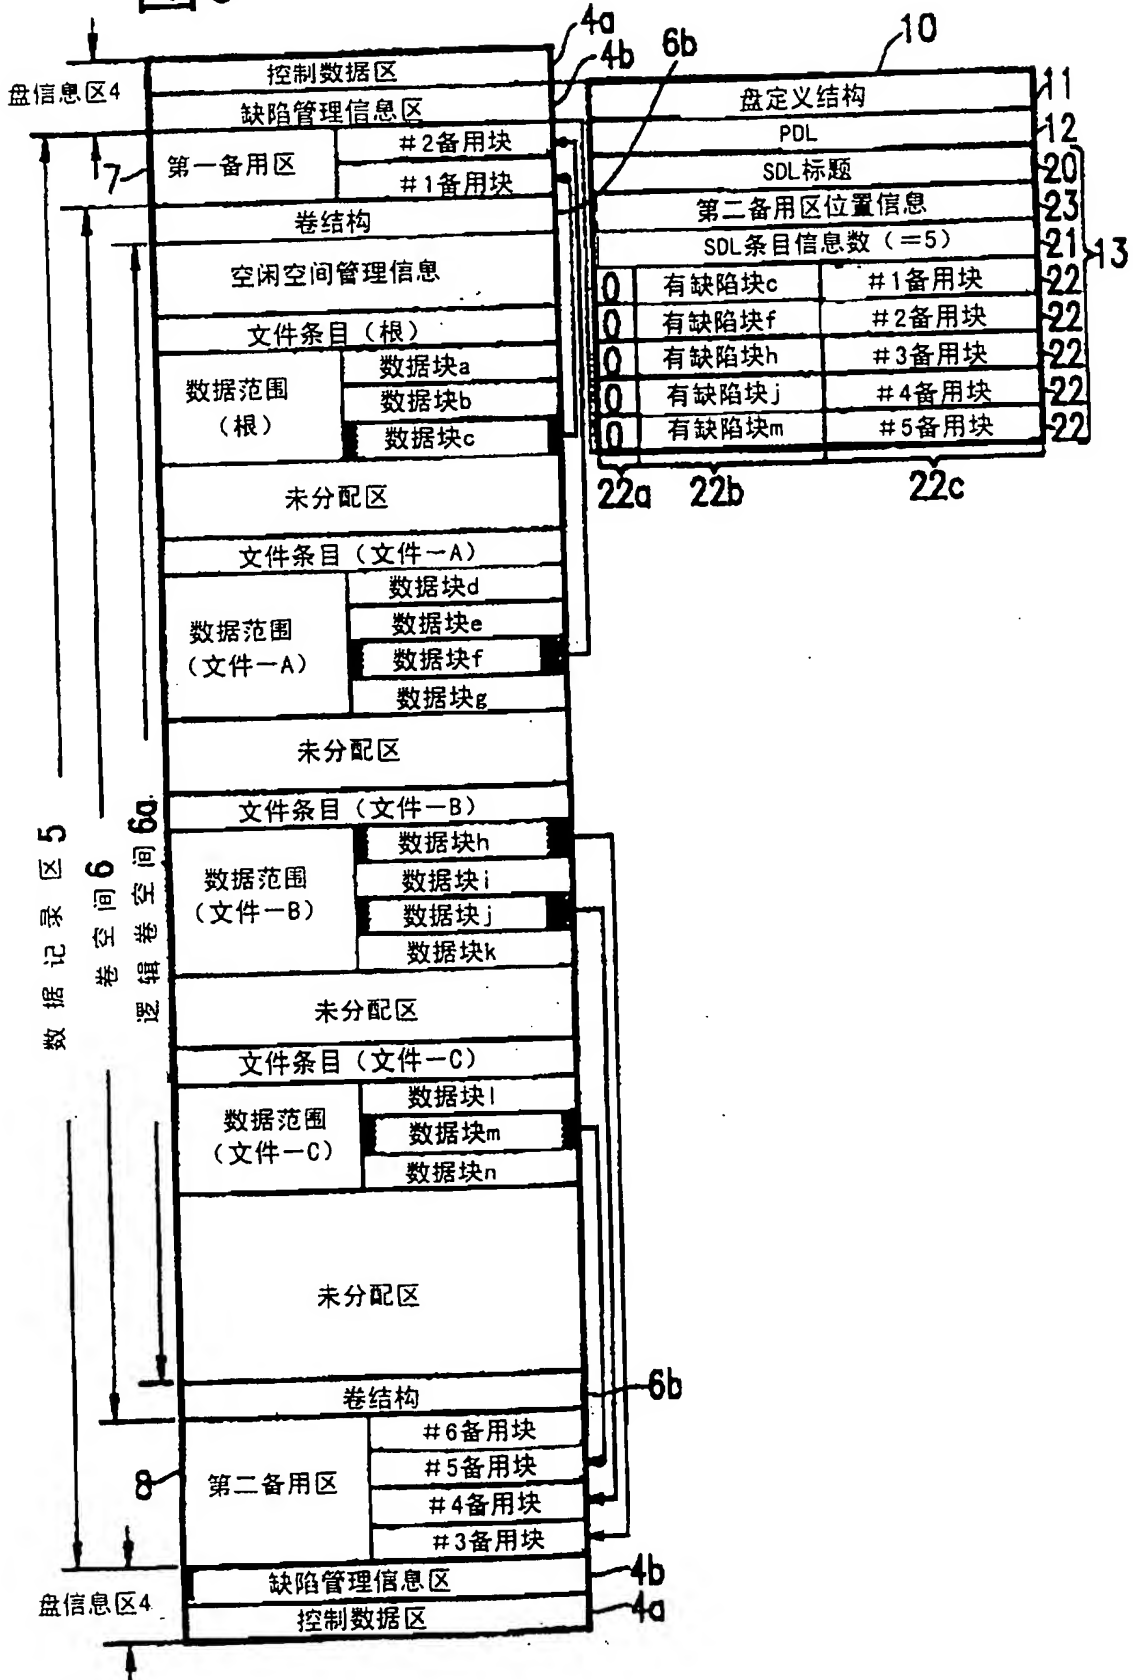 4a
控制数据区
4b
盘信息区4
缺陷管理信息区
6b
7
第一备用区
#2备用块
#1备用块
卷结构
空闲空间管理信息
文件条目（根）
数据范围
（根）
数据块a
数据块b
数据块c
未分配区
文件条目（文件一A）
数据范围
（文件一A）
数据块d
数据块e
数据块f
数据块g
未分配区
文件条目（文件一B）
数据范围
（文件一B）
数据块h
数据块i
数据块j
数据块k
未分配区
文件条目（文件一C）
数据范围
（文件一C）
数据块l
数据块m
数据块n
未分配区
卷结构
6b
8
第二备用区
#6备用块
#5备用块
#4备用块
#3备用块
缺陷管理信息区
4b
盘信息区4
控制数据区
4a
数据记录区5
卷空间6
逻辑卷空间6a
10
盘定义结构 11
PDL 12
SDL标题 20
第二备用区位置信息 23
SDL条目信息数（=5） 21
13
0 有缺陷块c #1备用块 22
0 有缺陷块f #2备用块 22
0 有缺陷块h #3备用块 22
0 有缺陷块j #4备用块 22
0 有缺陷块m #5备用块 22
22a 22b 22c